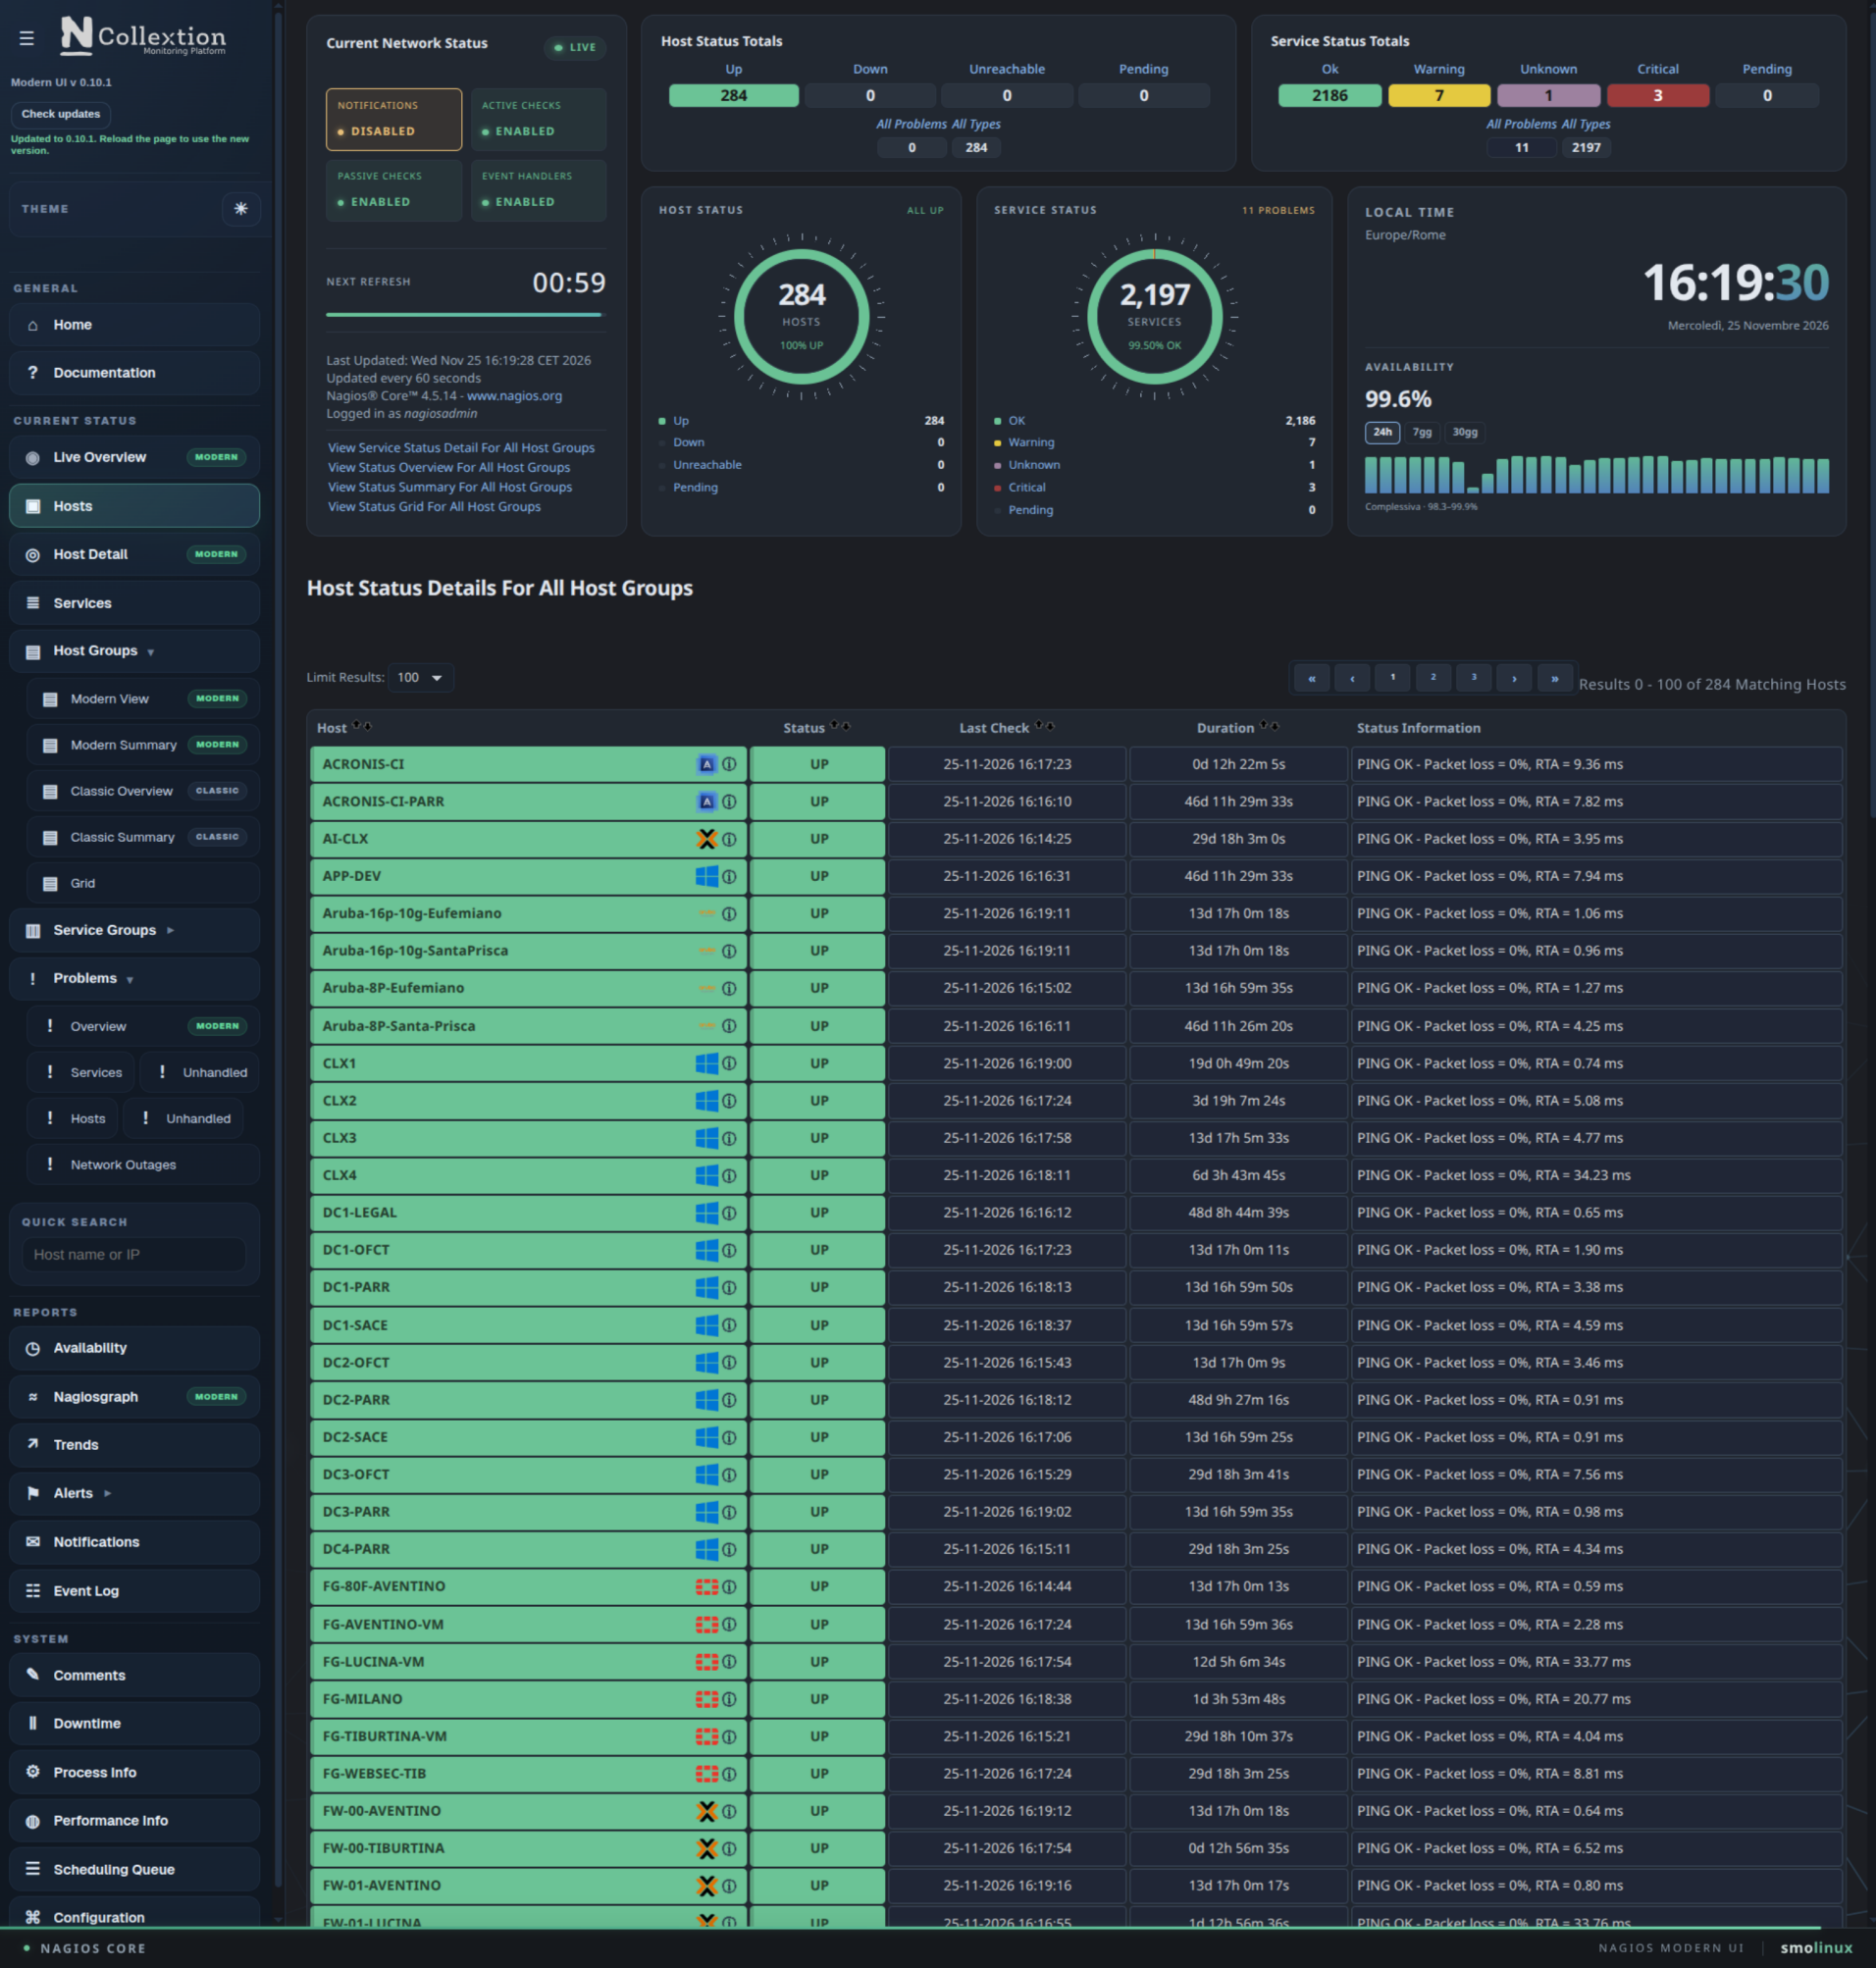 ☰ N Collextion
Monitoring Platform
Modern UI v 0.10.1
Check updates
Updated to 0.10.1. Reload the page to use the new
version.
THEME
GENERAL
Home
? Documentation
CURRENT STATUS
Live Overview MODERN
Hosts
Host Detail MODERN
Services
Host Groups
Modern View MODERN
Modern Summary MODERN
Classic Overview CLASSIC
Classic Summary CLASSIC
Grid
Service Groups
! Problems
! Overview MODERN
! Services ! Unhandled
! Hosts ! Unhandled
! Network Outages
QUICK SEARCH
Host name or IP
REPORTS
Availability
≈ Nagiosgraph MODERN
Trends
Alerts
Notifications
Event Log
SYSTEM
Comments
Downtime
Process Info
Performance Info
Scheduling Queue
Configuration
Current Network Status LIVE
NOTIFICATIONS ACTIVE CHECKS
DISABLED ENABLED
PASSIVE CHECKS EVENT HANDLERS
ENABLED ENABLED
NEXT REFRESH 00:59
Last Updated: Wed Nov 25 16:19:28 CET 2026
Updated every 60 seconds
Nagios® Core™ 4.5.14 - www.nagios.org
Logged in as nagiosadmin
View Service Status Detail For All Host Groups
View Status Overview For All Host Groups
View Status Summary For All Host Groups
View Status Grid For All Host Groups
Host Status Totals
Up Down Unreachable Pending
284 0 0 0
All Problems All Types
0 284
Service Status Totals
Ok Warning Unknown Critical Pending
2186 7 1 3 0
All Problems All Types
11 2197
HOST STATUS ALL UP
284
HOSTS
100% UP
Up 284
Down 0
Unreachable 0
Pending 0
SERVICE STATUS 11 PROBLEMS
2,197
SERVICES
99.50% OK
OK 2,186
Warning 7
Unknown 1
Critical 3
Pending 0
LOCAL TIME
Europe/Rome
16:19:30
Mercoledì, 25 Novembre 2026
AVAILABILITY
99.6%
24h 7gg 30gg
Complessiva · 98.3–99.9%
Host Status Details For All Host Groups
Limit Results: 100
« ‹ 1 2 3 › » Results 0 - 100 of 284 Matching Hosts
Host Status Last Check Duration Status Information
ACRONIS-CI A UP 25-11-2026 16:17:23 0d 12h 22m 5s PING OK - Packet loss = 0%, RTA = 9.36 ms
ACRONIS-CI-PARR A UP 25-11-2026 16:16:10 46d 11h 29m 33s PING OK - Packet loss = 0%, RTA = 7.82 ms
AI-CLX UP 25-11-2026 16:14:25 29d 18h 3m 0s PING OK - Packet loss = 0%, RTA = 3.95 ms
APP-DEV UP 25-11-2026 16:16:31 46d 11h 29m 33s PING OK - Packet loss = 0%, RTA = 7.94 ms
Aruba-16p-10g-Eufemiano UP 25-11-2026 16:19:11 13d 17h 0m 18s PING OK - Packet loss = 0%, RTA = 1.06 ms
Aruba-16p-10g-SantaPrisca UP 25-11-2026 16:19:11 13d 17h 0m 18s PING OK - Packet loss = 0%, RTA = 0.96 ms
Aruba-8P-Eufemiano UP 25-11-2026 16:15:02 13d 16h 59m 35s PING OK - Packet loss = 0%, RTA = 1.27 ms
Aruba-8P-Santa-Prisca UP 25-11-2026 16:16:11 46d 11h 26m 20s PING OK - Packet loss = 0%, RTA = 4.25 ms
CLX1 UP 25-11-2026 16:19:00 19d 0h 49m 20s PING OK - Packet loss = 0%, RTA = 0.74 ms
CLX2 UP 25-11-2026 16:17:24 3d 19h 7m 24s PING OK - Packet loss = 0%, RTA = 5.08 ms
CLX3 UP 25-11-2026 16:17:58 13d 17h 5m 33s PING OK - Packet loss = 0%, RTA = 4.77 ms
CLX4 UP 25-11-2026 16:18:11 6d 3h 43m 45s PING OK - Packet loss = 0%, RTA = 34.23 ms
DC1-LEGAL UP 25-11-2026 16:16:12 48d 8h 44m 39s PING OK - Packet loss = 0%, RTA = 0.65 ms
DC1-OFCT UP 25-11-2026 16:17:23 13d 17h 0m 11s PING OK - Packet loss = 0%, RTA = 1.90 ms
DC1-PARR UP 25-11-2026 16:18:13 13d 16h 59m 50s PING OK - Packet loss = 0%, RTA = 3.38 ms
DC1-SACE UP 25-11-2026 16:18:37 13d 16h 59m 57s PING OK - Packet loss = 0%, RTA = 4.59 ms
DC2-OFCT UP 25-11-2026 16:15:43 13d 17h 0m 9s PING OK - Packet loss = 0%, RTA = 3.46 ms
DC2-PARR UP 25-11-2026 16:18:12 48d 9h 27m 16s PING OK - Packet loss = 0%, RTA = 0.91 ms
DC2-SACE UP 25-11-2026 16:17:06 13d 16h 59m 25s PING OK - Packet loss = 0%, RTA = 0.91 ms
DC3-OFCT UP 25-11-2026 16:15:29 29d 18h 3m 41s PING OK - Packet loss = 0%, RTA = 7.56 ms
DC3-PARR UP 25-11-2026 16:19:02 13d 16h 59m 35s PING OK - Packet loss = 0%, RTA = 0.98 ms
DC4-PARR UP 25-11-2026 16:15:11 29d 18h 3m 25s PING OK - Packet loss = 0%, RTA = 4.34 ms
FG-80F-AVENTINO UP 25-11-2026 16:14:44 13d 17h 0m 13s PING OK - Packet loss = 0%, RTA = 0.59 ms
FG-AVENTINO-VM UP 25-11-2026 16:17:24 13d 16h 59m 36s PING OK - Packet loss = 0%, RTA = 2.28 ms
FG-LUCINA-VM UP 25-11-2026 16:17:54 12d 5h 6m 34s PING OK - Packet loss = 0%, RTA = 33.77 ms
FG-MILANO UP 25-11-2026 16:18:38 1d 3h 53m 48s PING OK - Packet loss = 0%, RTA = 20.77 ms
FG-TIBURTINA-VM UP 25-11-2026 16:15:21 29d 18h 10m 37s PING OK - Packet loss = 0%, RTA = 4.04 ms
FG-WEBSEC-TIB UP 25-11-2026 16:17:24 29d 18h 3m 25s PING OK - Packet loss = 0%, RTA = 8.81 ms
FW-00-AVENTINO UP 25-11-2026 16:19:12 13d 17h 0m 18s PING OK - Packet loss = 0%, RTA = 0.64 ms
FW-00-TIBURTINA UP 25-11-2026 16:17:54 0d 12h 56m 35s PING OK - Packet loss = 0%, RTA = 6.52 ms
FW-01-AVENTINO UP 25-11-2026 16:19:16 13d 17h 0m 17s PING OK - Packet loss = 0%, RTA = 0.80 ms
FW-01-LUCINA UP 25-11-2026 16:16:55 1d 12h 56m 36s PING OK - Packet loss = 0%, RTA = 33.76 ms
NAGIOS CORE NAGIOS MODERN UI smolinux